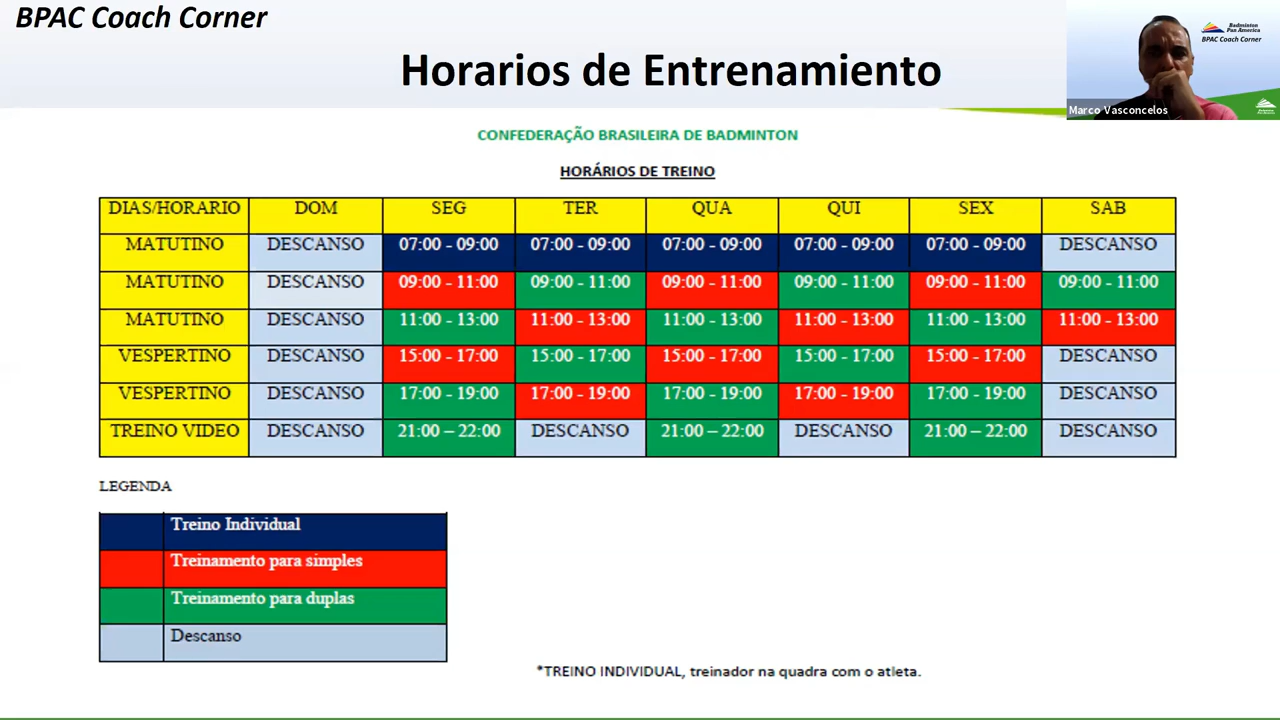 BPAC Coach Corner
Horarios de Entrenamiento
Badminton
Pan America
BPAC Coach Corner
Marco Vasconcelos
CONFEDERAÇÃO BRASILEIRA DE BADMINTON
HORÁRIOS DE TREINO
DIAS/HORARIO DOM SEG TER QUA QUI SEX SAB
MATUTINO DESCANSO 07:00 - 09:00 07:00 - 09:00 07:00 - 09:00 07:00 - 09:00 07:00 - 09:00 DESCANSO
MATUTINO DESCANSO 09:00 - 11:00 09:00 - 11:00 09:00 - 11:00 09:00 - 11:00 09:00 - 11:00 09:00 - 11:00
MATUTINO DESCANSO 11:00 - 13:00 11:00 - 13:00 11:00 - 13:00 11:00 - 13:00 11:00 - 13:00 11:00 - 13:00
VESPERTINO DESCANSO 15:00 - 17:00 15:00 - 17:00 15:00 - 17:00 15:00 - 17:00 15:00 - 17:00 DESCANSO
VESPERTINO DESCANSO 17:00 - 19:00 17:00 - 19:00 17:00 - 19:00 17:00 - 19:00 17:00 - 19:00 DESCANSO
TREINO VIDEO DESCANSO 21:00 – 22:00 DESCANSO 21:00 – 22:00 DESCANSO 21:00 – 22:00 DESCANSO
LEGENDA
Treino Individual
Treinamento para simples
Treinamento para duplas
Descanso
*TREINO INDIVIDUAL, treinador na quadra com o atleta.